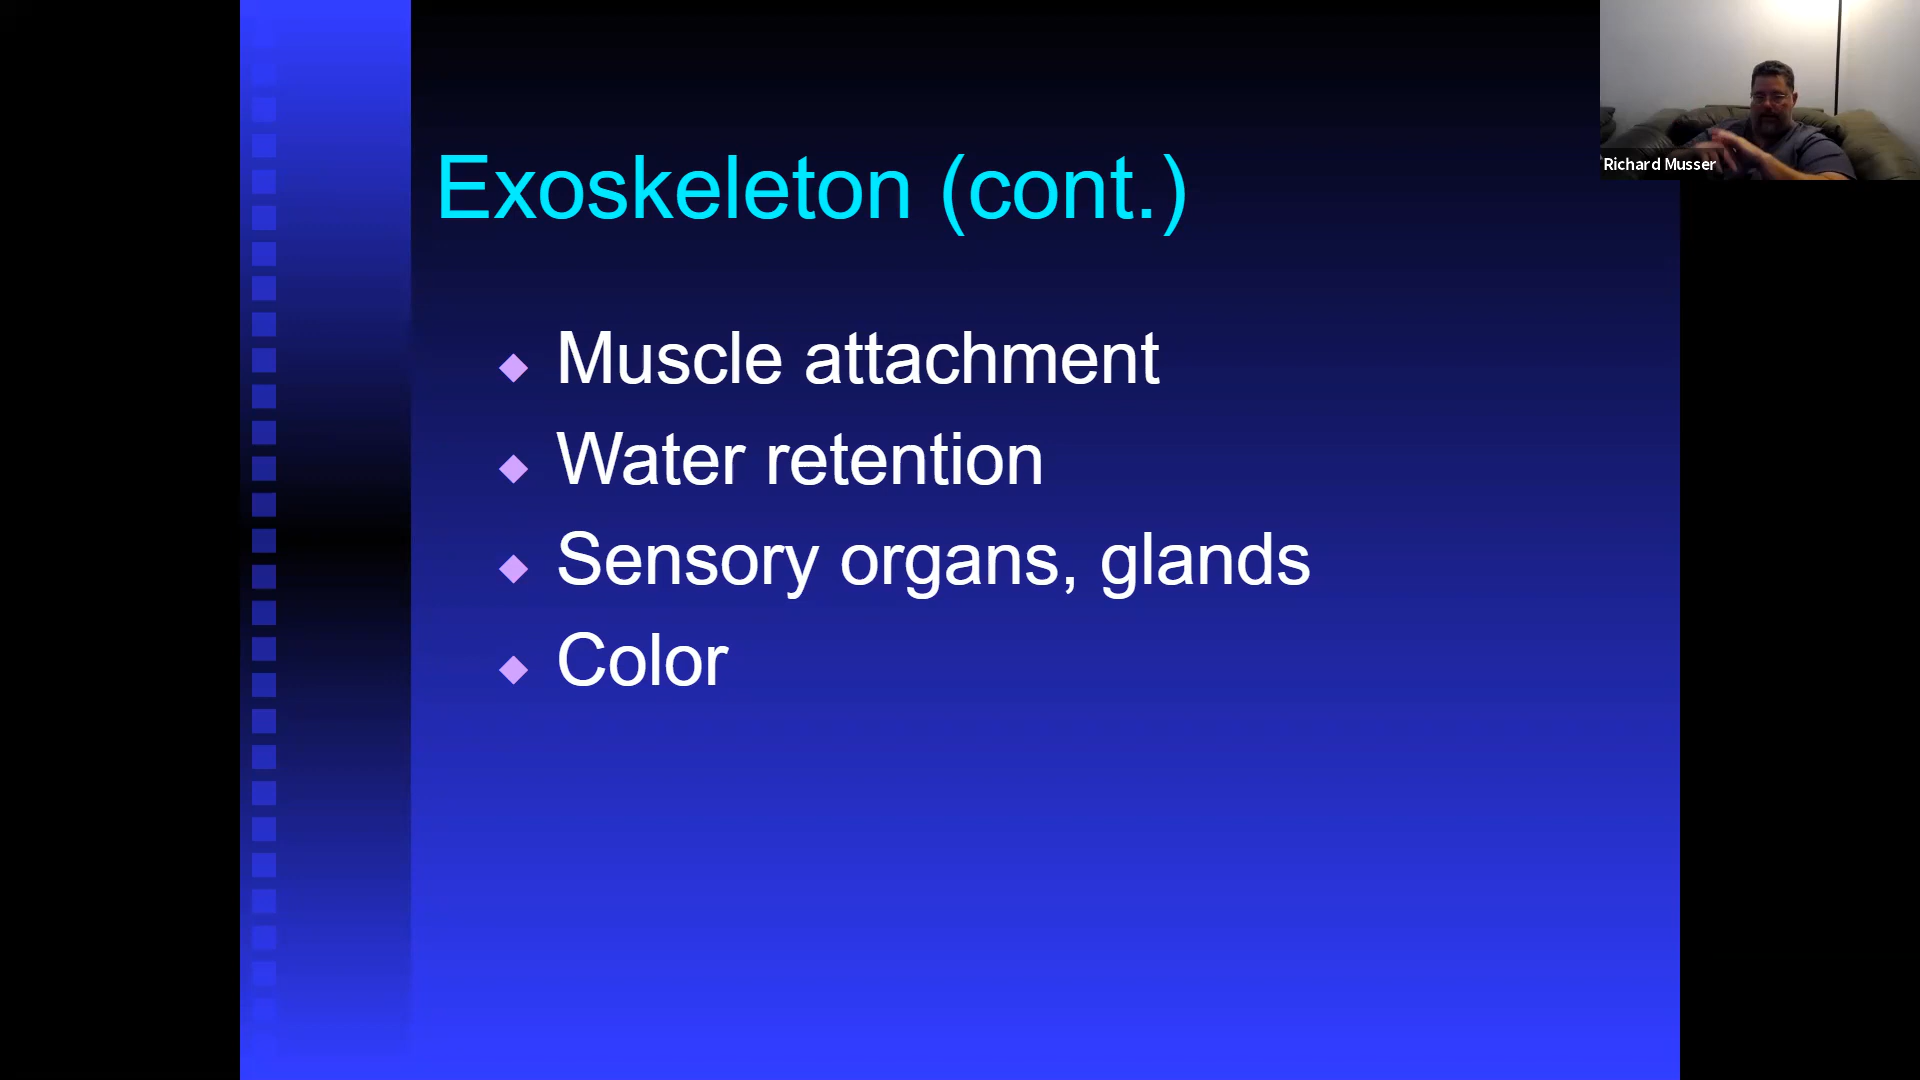 Exoskeleton (cont.)
Muscle attachment
Water retention
Sensory organs, glands
Color
Richard Musser